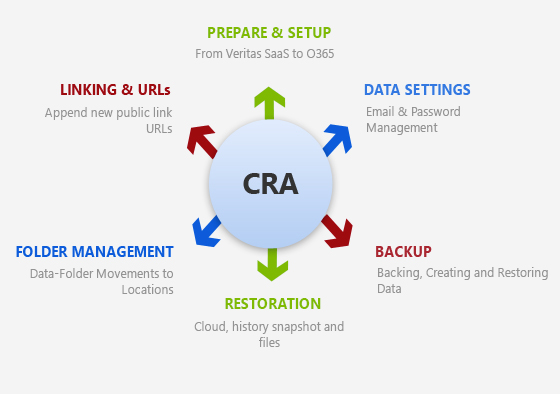 PREPARE & SETUP
From Veritas SaaS to O365
LINKING & URLs
Append new public link
URLs
DATA SETTINGS
Email & Password
Management
CRA
FOLDER MANAGEMENT
Data-Folder Movements to
Locations
BACKUP
Backing, Creating and Restoring
Data
RESTORATION
Cloud, history snapshot and
files